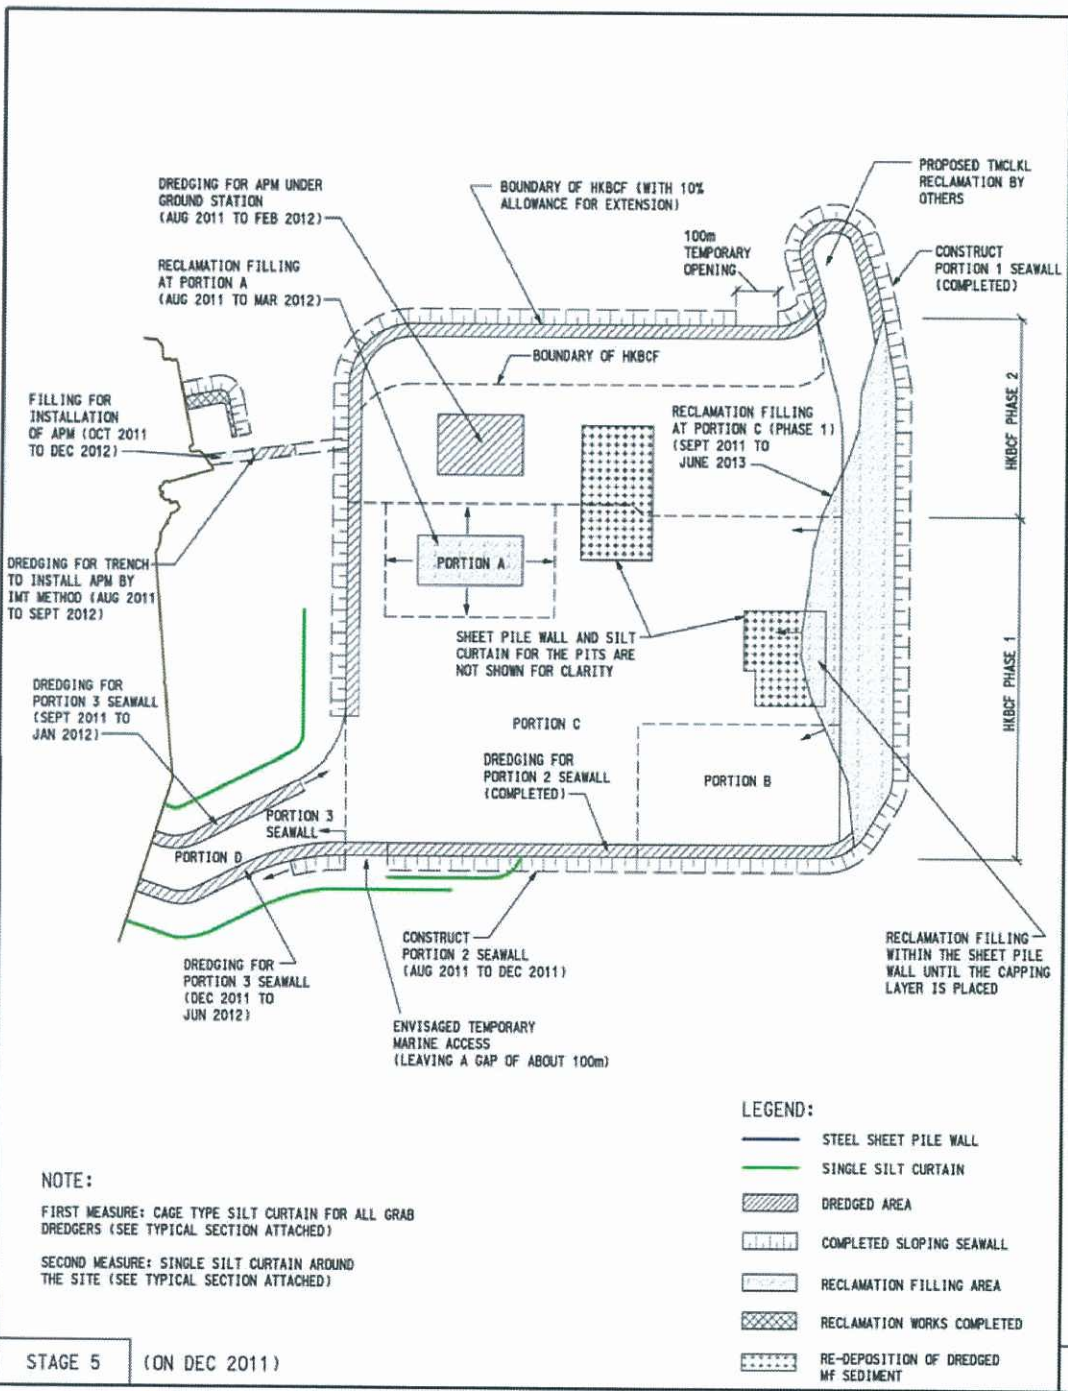 DREDGING FOR APM UNDER
GROUND STATION
(AUG 2011 TO FEB 2012)
BOUNDARY OF HKBCF (WITH 10%
ALLOWANCE FOR EXTENSION)
PROPOSED TMCLKL
RECLAMATION BY
OTHERS
100m
TEMPORARY
OPENING
CONSTRUCT
PORTION 1 SEAWALL
(COMPLETED)
RECLAMATION FILLING
AT PORTION A
(AUG 2011 TO MAR 2012)
BOUNDARY OF HKBCF
FILLING FOR
INSTALLATION
OF APM (OCT 2011
TO DEC 2012)
RECLAMATION FILLING
AT PORTION C (PHASE 1)
(SEPT 2011 TO
JUNE 2013
HKBCF PHASE 2
DREDGING FOR TRENCH
TO INSTALL APM BY
IMT METHOD (AUG 2011
TO SEPT 2012)
PORTION A
SHEET PILE WALL AND SILT
CURTAIN FOR THE PITS ARE
NOT SHOWN FOR CLARITY
HKBCF PHASE 1
DREDGING FOR
PORTION 3 SEAWALL
(SEPT 2011 TO
JAN 2012)
PORTION C
DREDGING FOR
PORTION 2 SEAWALL
(COMPLETED)
PORTION B
PORTION 3
SEAWALL
PORTION D
DREDGING FOR
PORTION 3 SEAWALL
(DEC 2011 TO
JUN 2012)
CONSTRUCT
PORTION 2 SEAWALL
(AUG 2011 TO DEC 2011)
RECLAMATION FILLING
WITHIN THE SHEET PILE
WALL UNTIL THE CAPPING
LAYER IS PLACED
ENVISAGED TEMPORARY
MARINE ACCESS
(LEAVING A GAP OF ABOUT 100m)
LEGEND:
STEEL SHEET PILE WALL
SINGLE SILT CURTAIN
DREDGED AREA
COMPLETED SLOPING SEAWALL
RECLAMATION FILLING AREA
RECLAMATION WORKS COMPLETED
RE-DEPOSITION OF DREDGED
Mf SEDIMENT
NOTE:
FIRST MEASURE: CAGE TYPE SILT CURTAIN FOR ALL GRAB
DREDGERS (SEE TYPICAL SECTION ATTACHED)
SECOND MEASURE: SINGLE SILT CURTAIN AROUND
THE SITE (SEE TYPICAL SECTION ATTACHED)
STAGE 5 (ON DEC 2011)